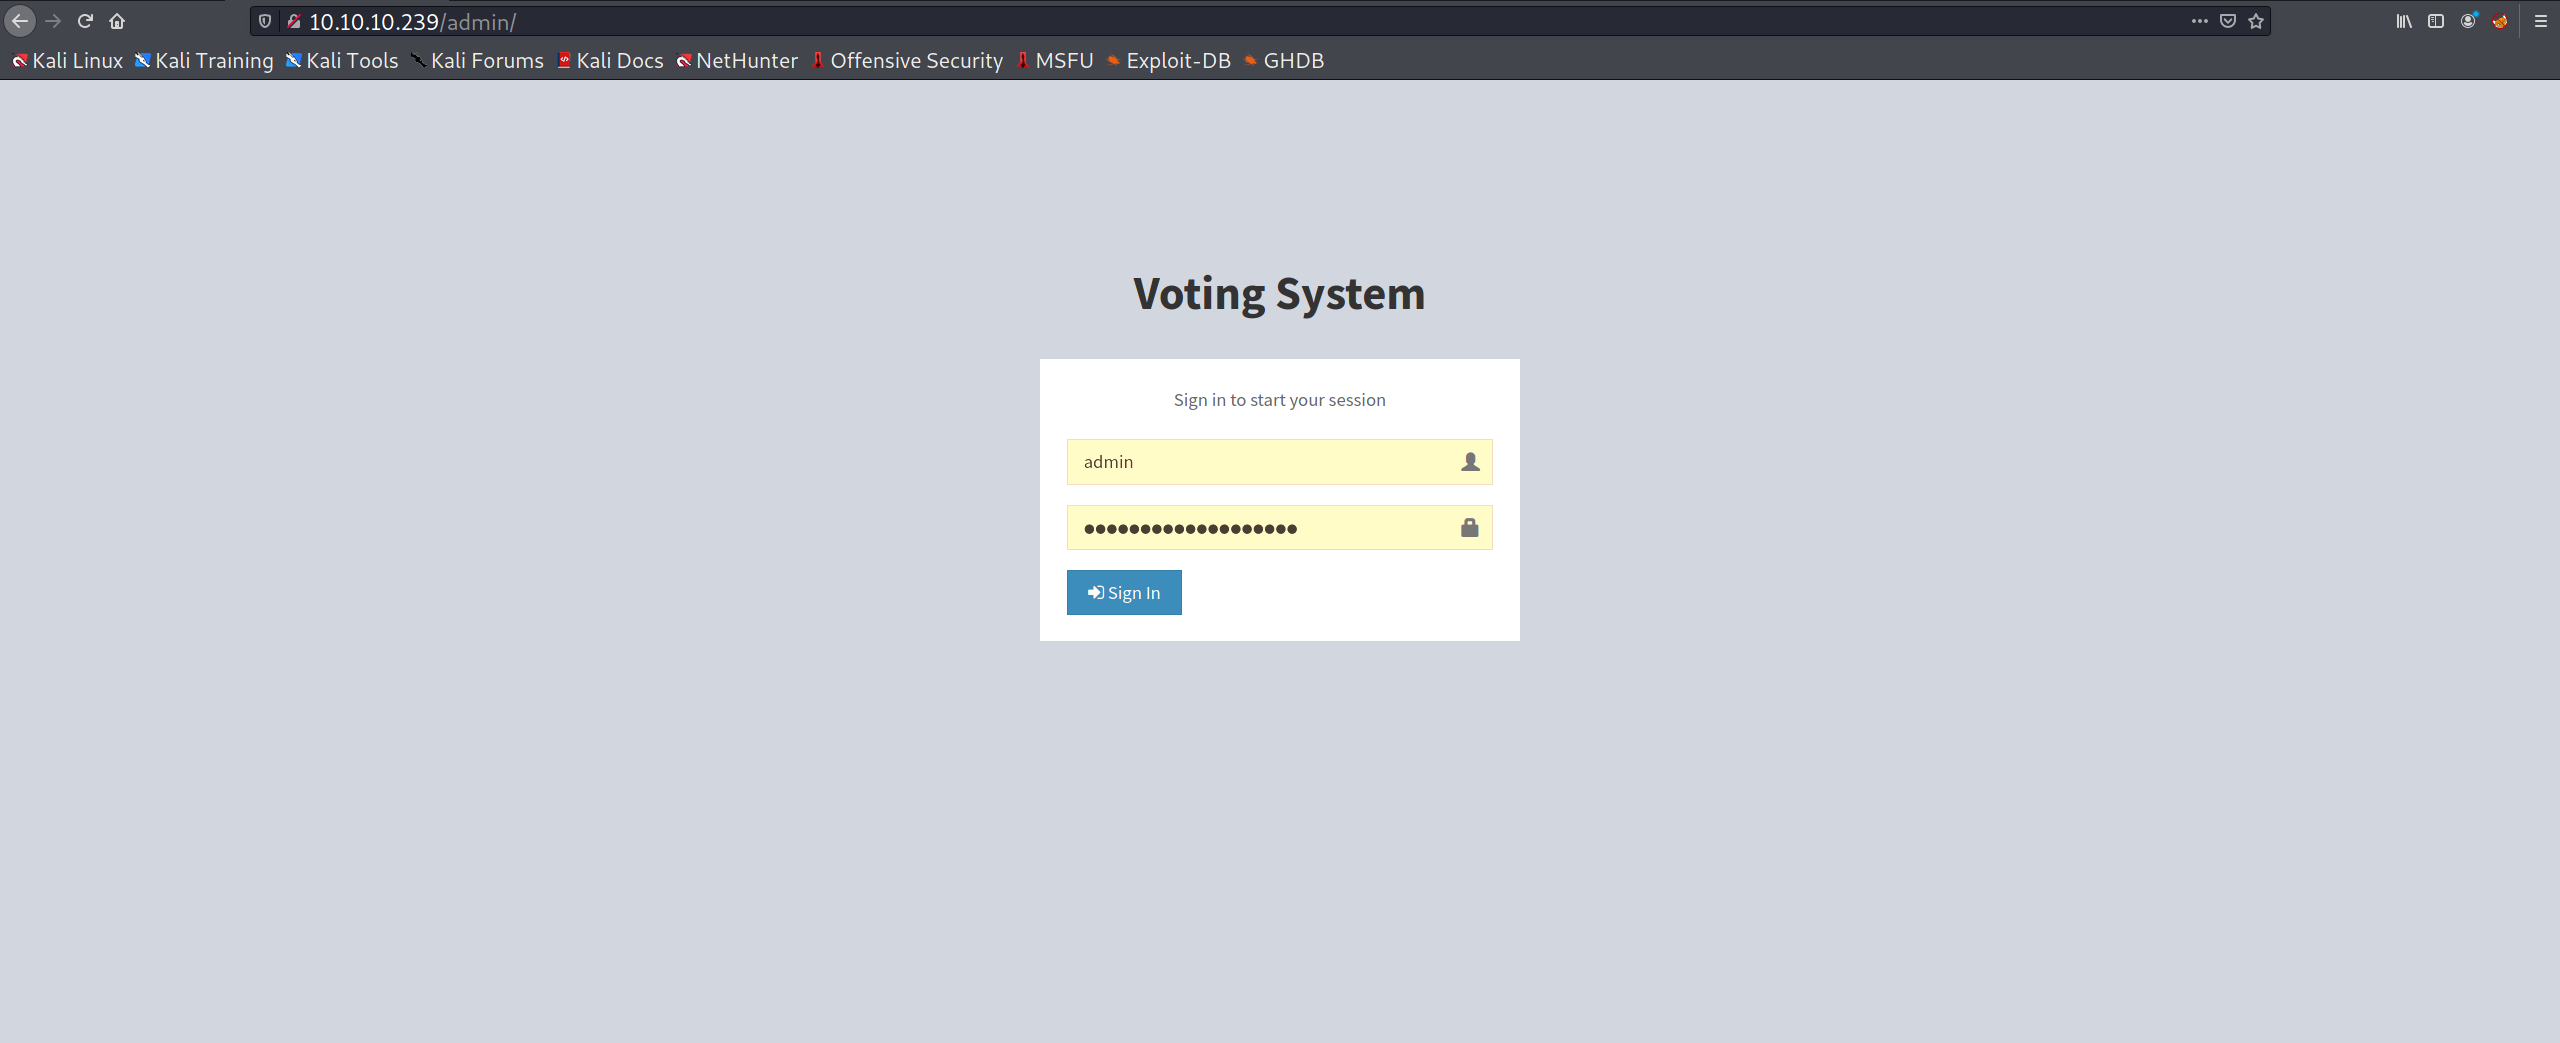 10.10.10.239/admin/
Kali Linux Kali Training Kali Tools Kali Forums Kali Docs NetHunter Offensive Security MSFU Exploit-DB GHDB
Voting System
Sign in to start your session
admin
●●●●●●●●●●●●●●●●●●●
Sign In